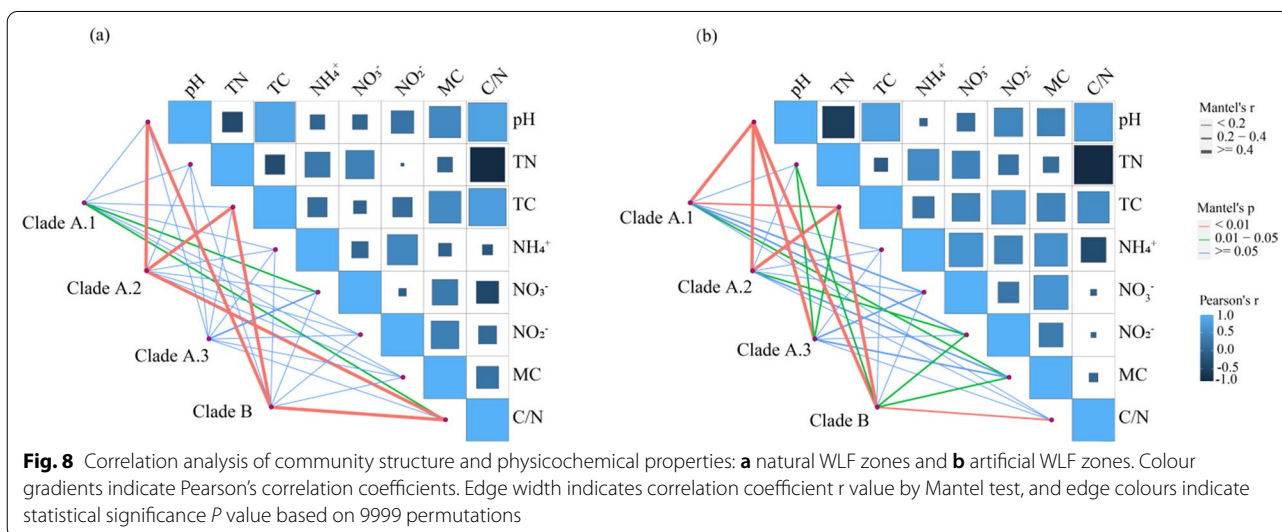 (a)
pH TN TC NH₄⁺ NO₃⁻ NO₂⁻ MC C/N
pH
TN
TC
NH₄⁺
NO₃⁻
NO₂⁻
MC
C/N
Clade A.1
Clade A.2
Clade A.3
Clade B
(b)
pH TN TC NH₄⁺ NO₃⁻ NO₂⁻ MC C/N
pH
TN
TC
NH₄⁺
NO₃⁻
NO₂⁻
MC
C/N
Clade A.1
Clade A.2
Clade A.3
Clade B
Mantel's r
< 0.2
0.2 − 0.4
>= 0.4
Mantel's p
< 0.01
0.01 − 0.05
>= 0.05
Pearson's r
1.0
0.5
0.0
-0.5
-1.0
Fig. 8 Correlation analysis of community structure and physicochemical properties: a natural WLF zones and b artificial WLF zones. Colour
gradients indicate Pearson's correlation coefficients. Edge width indicates correlation coefficient r value by Mantel test, and edge colours indicate
statistical significance P value based on 9999 permutations